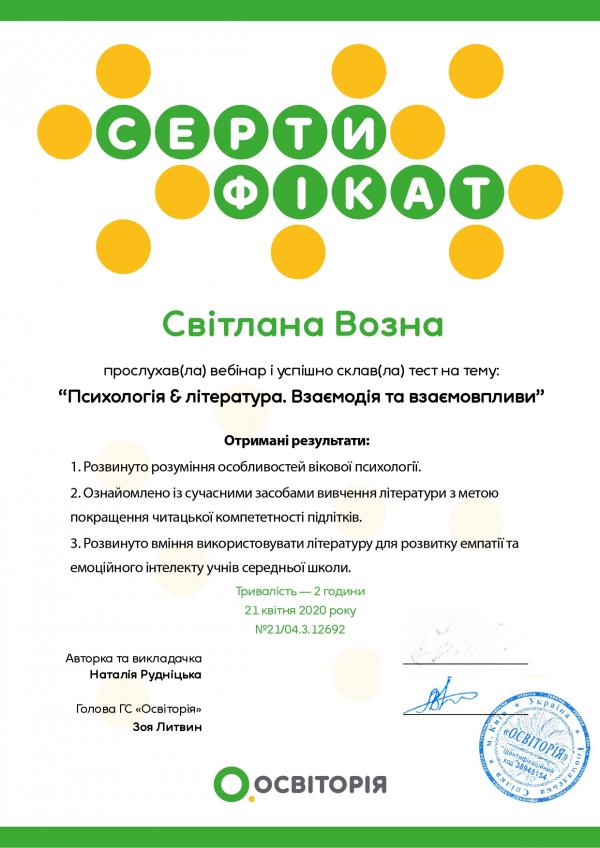 СЕРТИ
ФІКАТ
Світлана Возна
прослухав(ла) вебінар і успішно склав(ла) тест на тему:
“Психологія & література. Взаємодія та взаємовпливи”
Отримані результати:
1. Розвинуто розуміння особливостей вікової психології.
2. Ознайомлено із сучасними засобами вивчення літератури з метою
покращення читацької компететності підлітків.
3. Розвинуто вміння використовувати літературу для розвитку емпатії та
емоційного інтелекту учнів середньої школи.
Тривалість — 2 години
21 квітня 2020 року
№21/04.3.12692
Авторка та викладачка
Наталія Рудніцька
Голова ГС «Освіторія»
Зоя Литвин
м. Київ * Україна * Громадська Спілка *
«ОСВІТОРІЯ»
Ідентифікаційний
код 38945154
ОСВІТОРІЯ